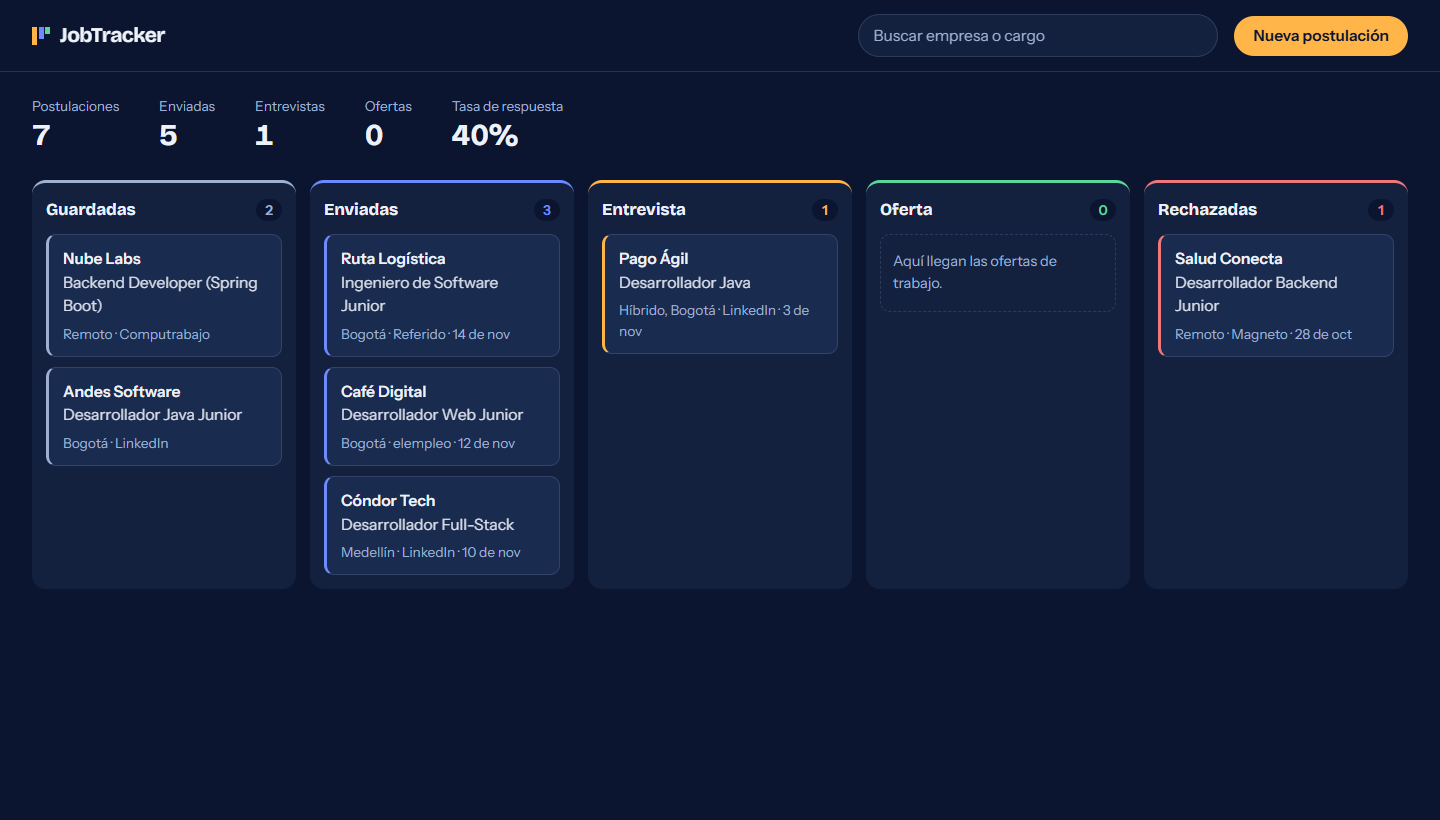 JobTracker
Buscar empresa o cargo
Nueva postulación
Postulaciones
7
Enviadas
5
Entrevistas
1
Ofertas
0
Tasa de respuesta
40%
Guardadas 2
Nube Labs
Backend Developer (Spring
Boot)
Remoto · Computrabajo
Andes Software
Desarrollador Java Junior
Bogotá · LinkedIn
Enviadas 3
Ruta Logística
Ingeniero de Software
Junior
Bogotá · Referido · 14 de nov
Café Digital
Desarrollador Web Junior
Bogotá · elempleo · 12 de nov
Cóndor Tech
Desarrollador Full-Stack
Medellín · LinkedIn · 10 de nov
Entrevista 1
Pago Ágil
Desarrollador Java
Híbrido, Bogotá · LinkedIn · 3 de
nov
Oferta 0
Aquí llegan las ofertas de
trabajo.
Rechazadas 1
Salud Conecta
Desarrollador Backend
Junior
Remoto · Magneto · 28 de oct